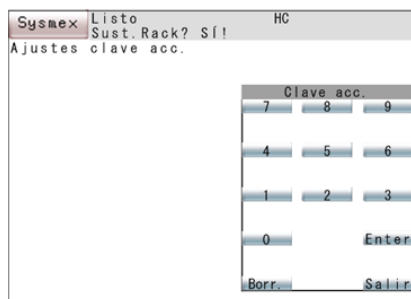 Sysmex Listo HC
Sust.Rack? SÍ!
Ajustes clave acc.
Clave acc.
7 8 9
4 5 6
1 2 3
0 Enter
Borr. Salir